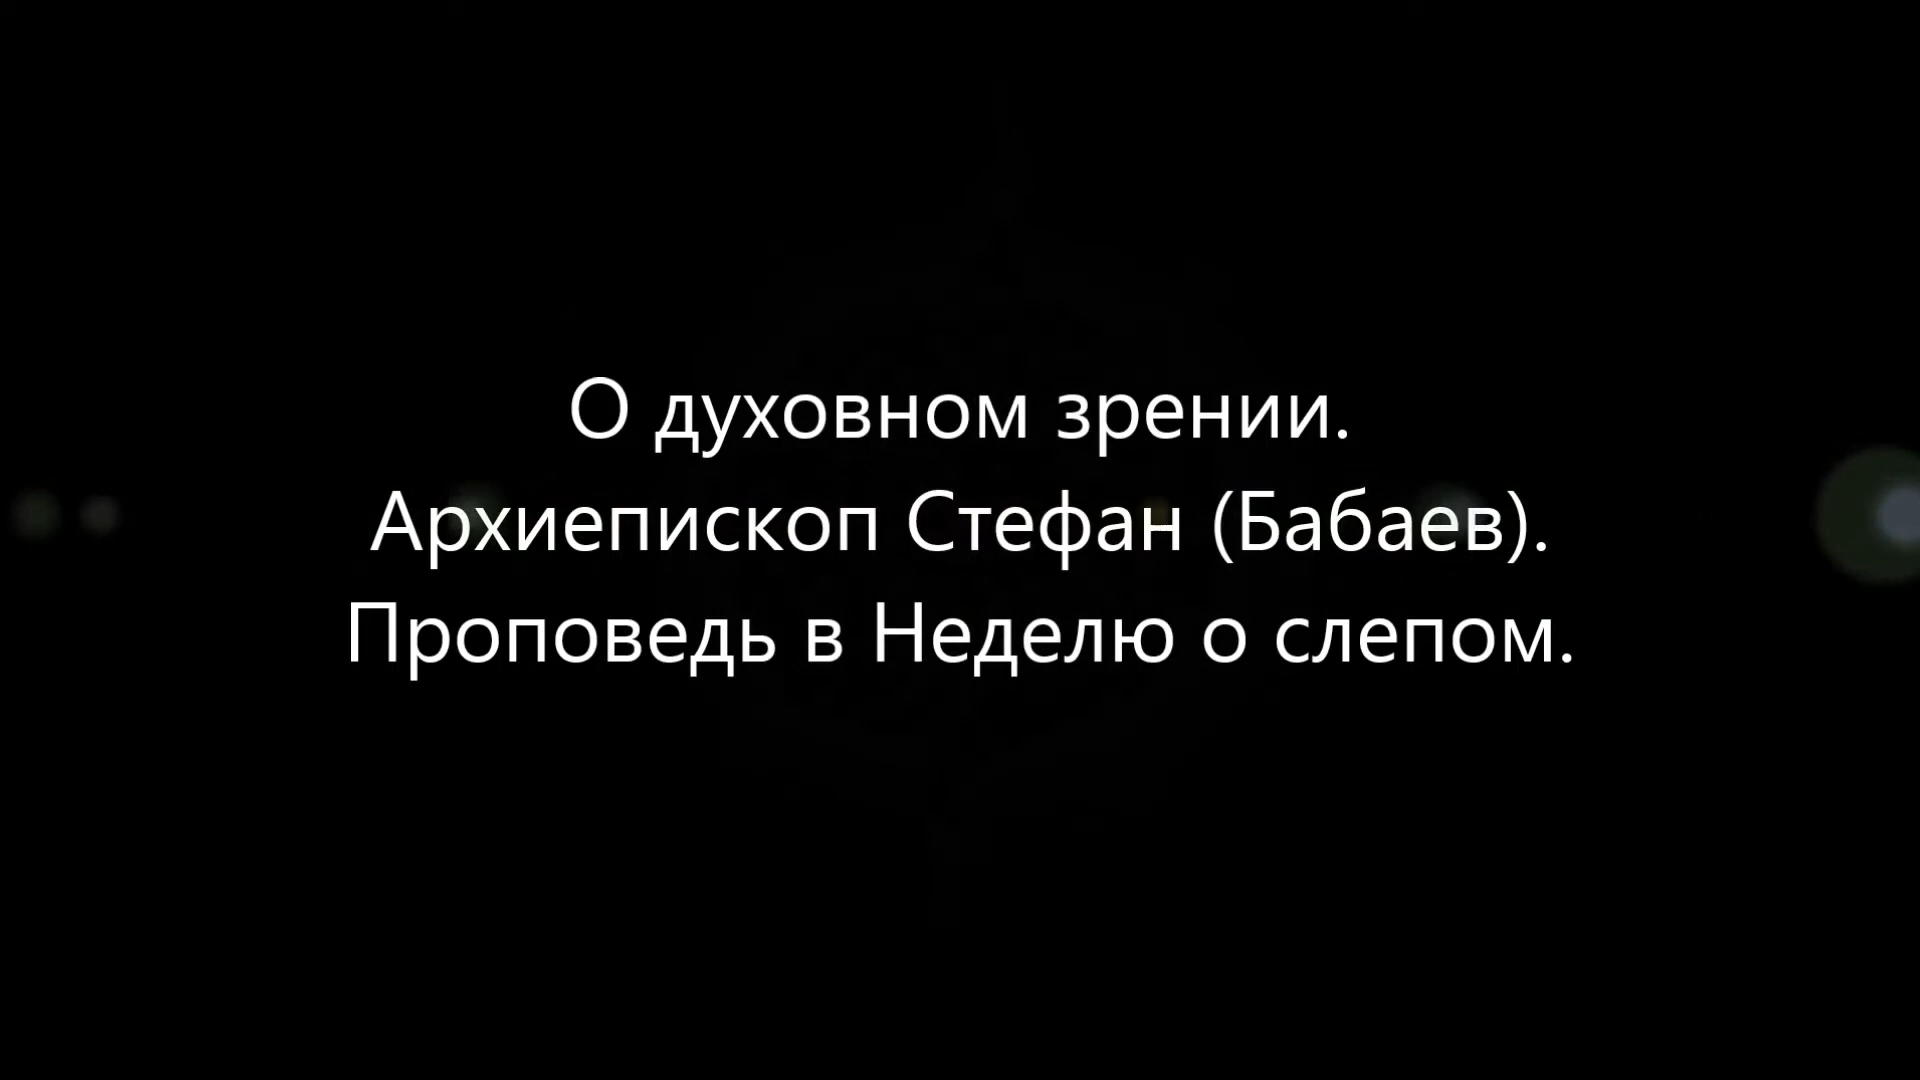 О духовном зрении.
Архиепископ Стефан (Бабаев).
Проповедь в Неделю о слепом.